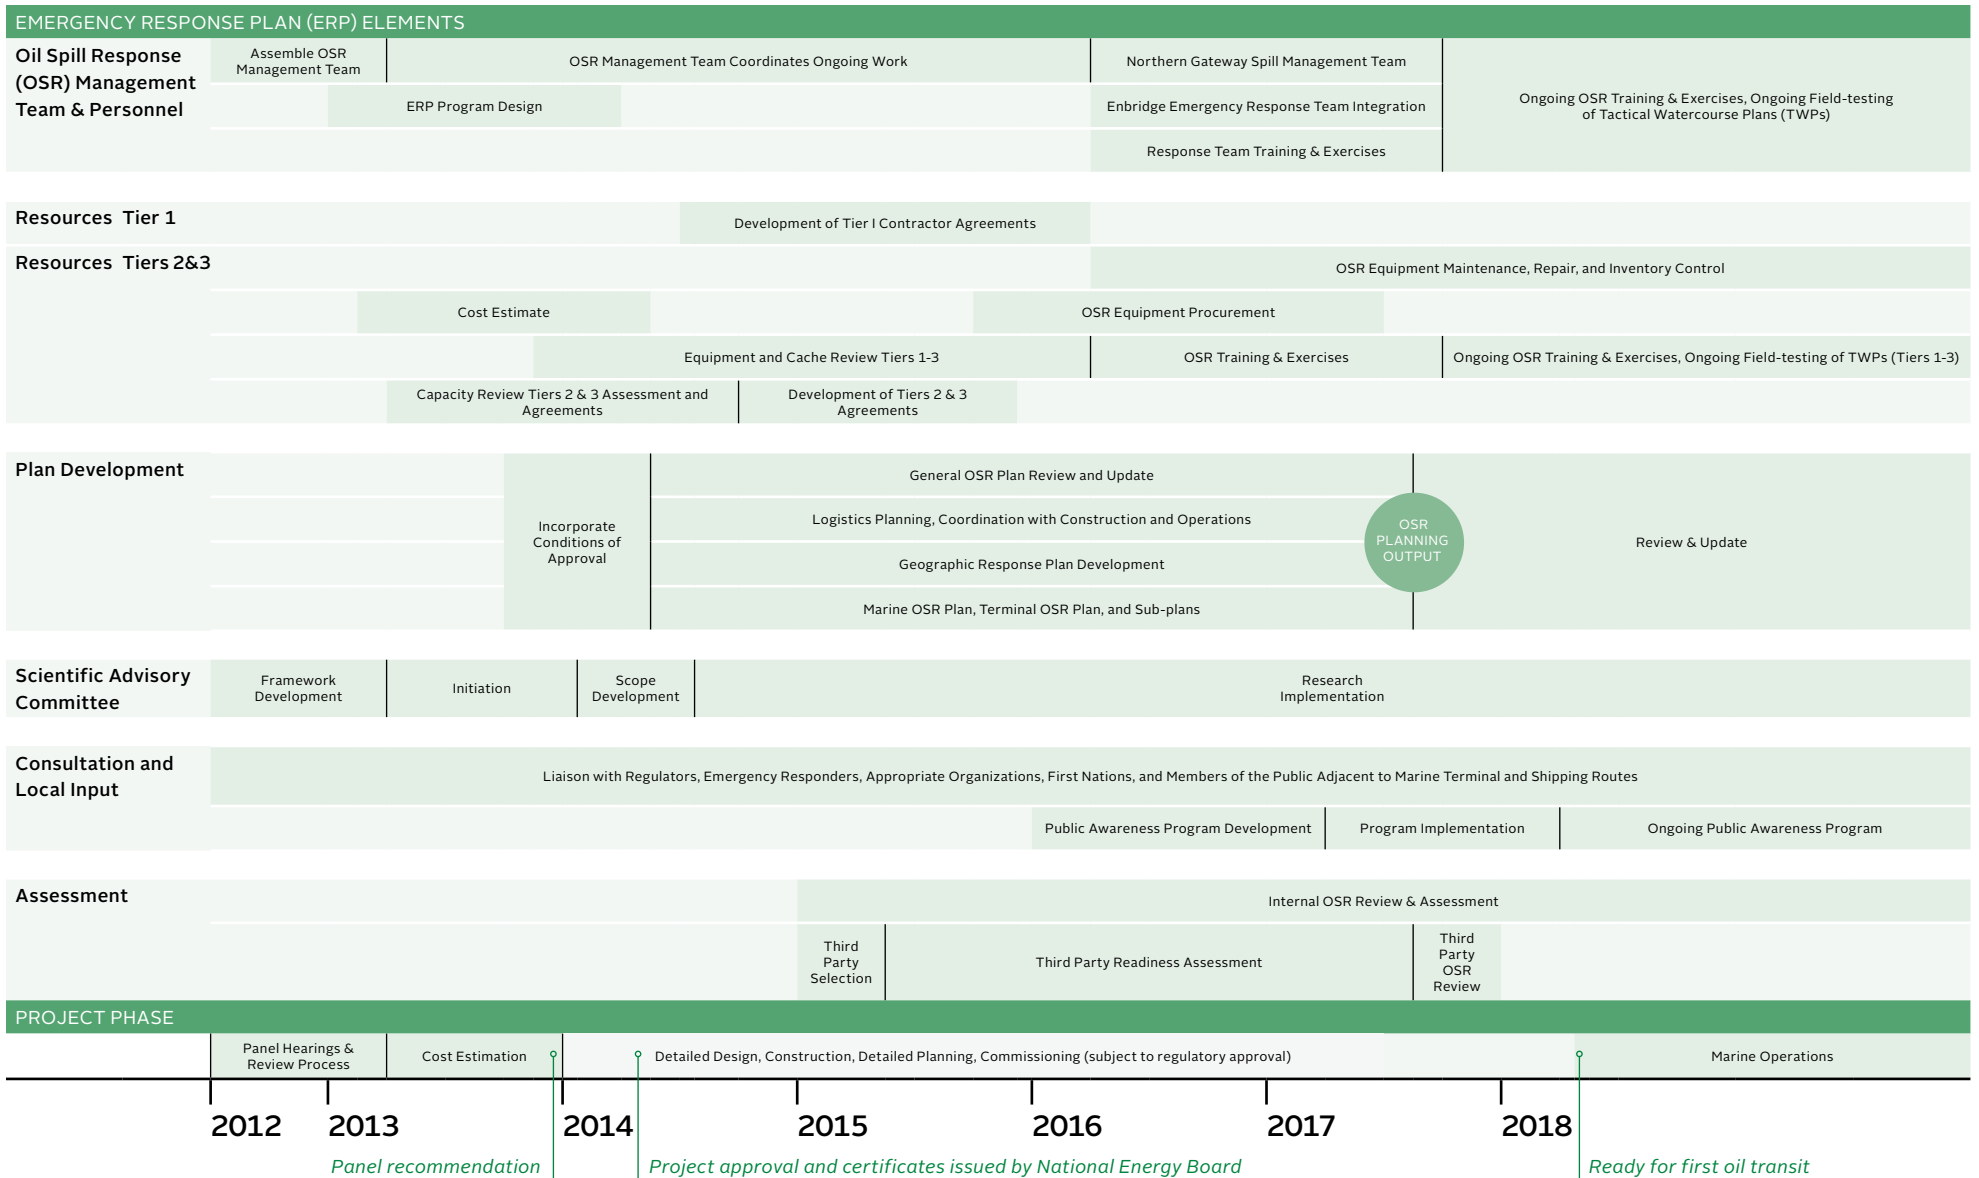 EMERGENCY RESPONSE PLAN (ERP) ELEMENTS
Oil Spill Response
(OSR) Management
Team & Personnel
Assemble OSR
Management Team
OSR Management Team Coordinates Ongoing Work
Northern Gateway Spill Management Team
ERP Program Design
Enbridge Emergency Response Team Integration
Response Team Training & Exercises
Ongoing OSR Training & Exercises, Ongoing Field-testing
of Tactical Watercourse Plans (TWPs)
Resources Tier 1
Development of Tier I Contractor Agreements
Resources Tiers 2&3
OSR Equipment Maintenance, Repair, and Inventory Control
Cost Estimate
OSR Equipment Procurement
Equipment and Cache Review Tiers 1-3
OSR Training & Exercises
Ongoing OSR Training & Exercises, Ongoing Field-testing of TWPs (Tiers 1-3)
Capacity Review Tiers 2 & 3 Assessment and
Agreements
Development of Tiers 2 & 3
Agreements
Plan Development
Incorporate
Conditions of
Approval
General OSR Plan Review and Update
Logistics Planning, Coordination with Construction and Operations
Geographic Response Plan Development
Marine OSR Plan, Terminal OSR Plan, and Sub-plans
OSR
PLANNING
OUTPUT
Review & Update
Scientific Advisory
Committee
Framework
Development
Initiation
Scope
Development
Research
Implementation
Consultation and
Local Input
Liaison with Regulators, Emergency Responders, Appropriate Organizations, First Nations, and Members of the Public Adjacent to Marine Terminal and Shipping Routes
Public Awareness Program Development
Program Implementation
Ongoing Public Awareness Program
Assessment
Internal OSR Review & Assessment
Third
Party
Selection
Third Party Readiness Assessment
Third
Party
OSR
Review
PROJECT PHASE
Panel Hearings &
Review Process
Cost Estimation
Detailed Design, Construction, Detailed Planning, Commissioning (subject to regulatory approval)
Marine Operations
2012
2013
2014
2015
2016
2017
2018
Panel recommendation
Project approval and certificates issued by National Energy Board
Ready for first oil transit